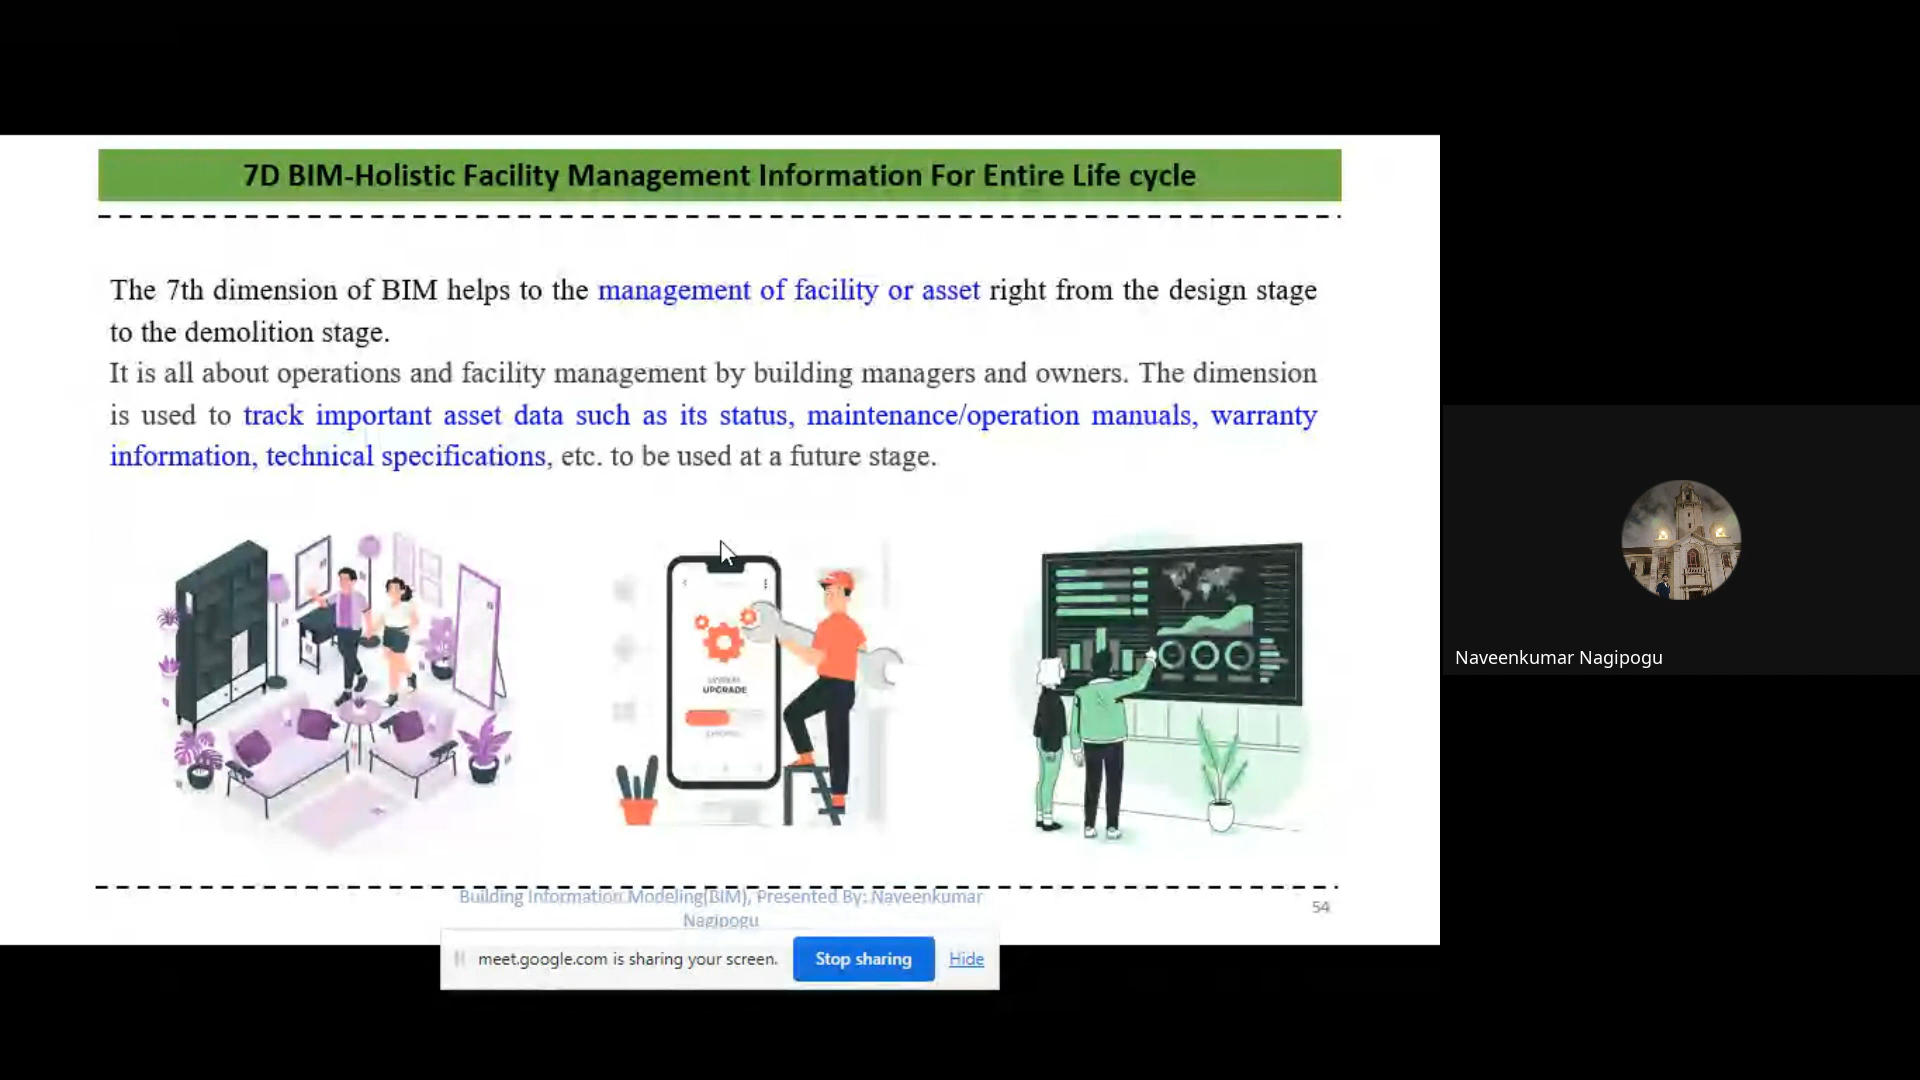 7D BIM-Holistic Facility Management Information For Entire Life cycle
The 7th dimension of BIM helps to the management of facility or asset right from the design stage
to the demolition stage.
It is all about operations and facility management by building managers and owners. The dimension
is used to track important asset data such as its status, maintenance/operation manuals, warranty
information, technical specifications, etc. to be used at a future stage.
UPGRADE
Building Information Modeling(BIM), Presented By: Naveenkumar
Nagipogu
54
meet.google.com is sharing your screen.
Stop sharing
Hide
Naveenkumar Nagipogu